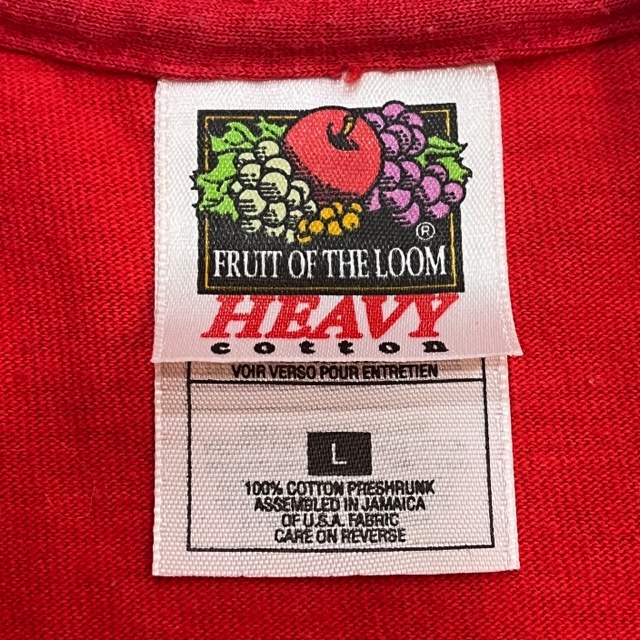 ®
FRUIT OF THE LOOM
HEAVY
cotton
VOIR VERSO POUR ENTRETIEN
L
100% COTTON PRESHRUNK
ASSEMBLED IN JAMAICA
OF U.S.A. FABRIC
CARE ON REVERSE